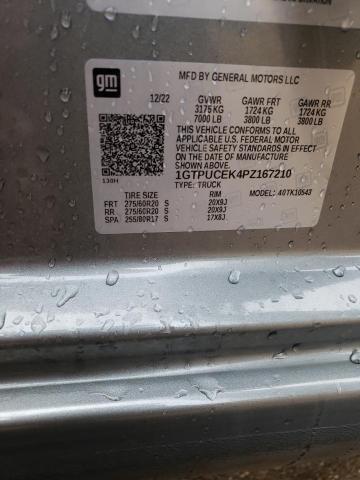 gm
MFD BY GENERAL MOTORS LLC
12/22 GVWR GAWR FRT GAWR RR
3175 KG 1724 KG 1724 KG
7000 LB 3800 LB 3800 LB
THIS VEHICLE CONFORMS TO ALL APPLICABLE
U.S. FEDERAL MOTOR
VEHICLE SAFETY STANDARDS IN EFFECT
ON THE DATE OF MANUFACTURE
SHOWN ABOVE.
1GTPUCEK4PZ167210
TYPE: TRUCK
130H
MODEL: 40TK10543
TIRE SIZE RIM
FRT 275/60R20 S 20X9J
RR 275/60R20 S 20X9J
SPA 255/80R17 S 17X8J